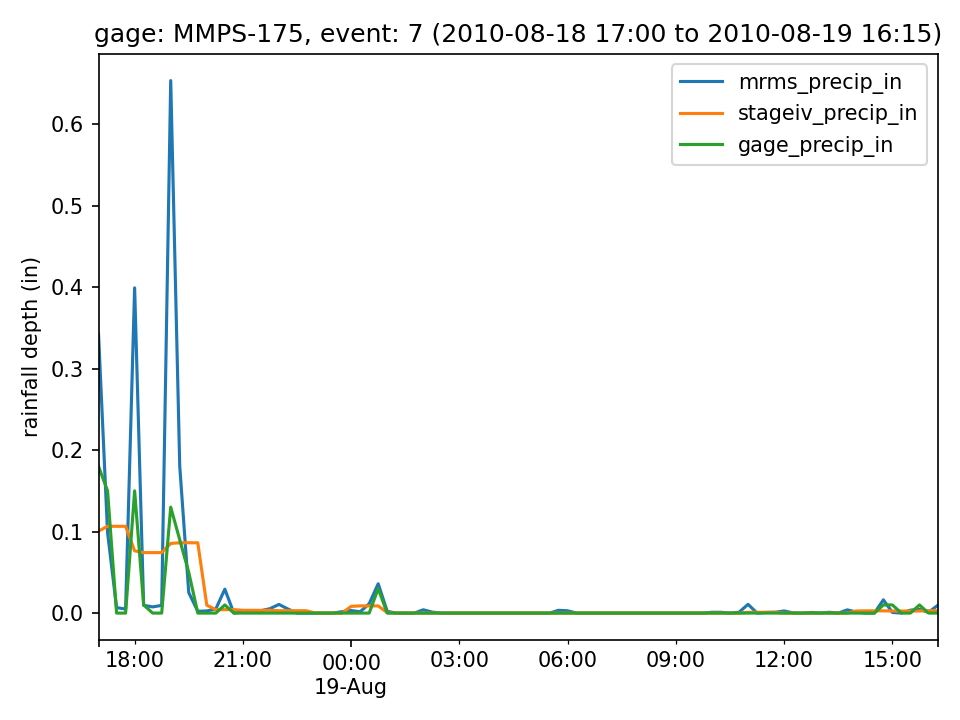 gage: MMPS-175, event: 7 (2010-08-18 17:00 to 2010-08-19 16:15)
mrms_precip_in
stageiv_precip_in
gage_precip_in
rainfall depth (in)
0.6
0.5
0.4
0.3
0.2
0.1
0.0
18:00 21:00 00:00 03:00 06:00 09:00 12:00 15:00
19-Aug